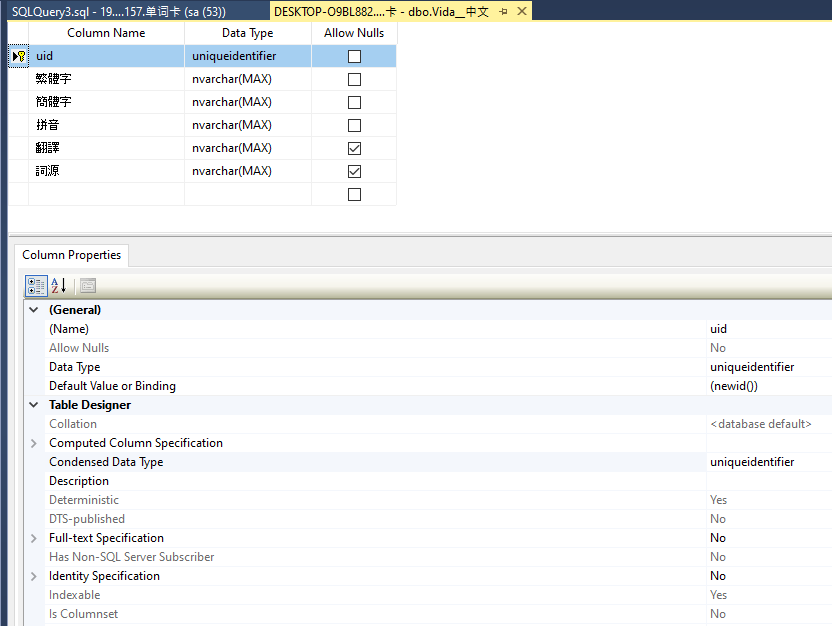 SQLQuery3.sql - 19....157.单词卡 (sa (53))
DESKTOP-O9BL882....卡 - dbo.Vida__中文
Column Name Data Type Allow Nulls
uid uniqueidentifier
繁體字 nvarchar(MAX)
簡體字 nvarchar(MAX)
拼音 nvarchar(MAX)
翻譯 nvarchar(MAX)
詞源 nvarchar(MAX)
Column Properties
(General)
(Name) uid
Allow Nulls No
Data Type uniqueidentifier
Default Value or Binding (newid())
Table Designer
Collation <database default>
Computed Column Specification
Condensed Data Type uniqueidentifier
Description
Deterministic Yes
DTS-published No
Full-text Specification No
Has Non-SQL Server Subscriber No
Identity Specification No
Indexable Yes
Is Columnset No